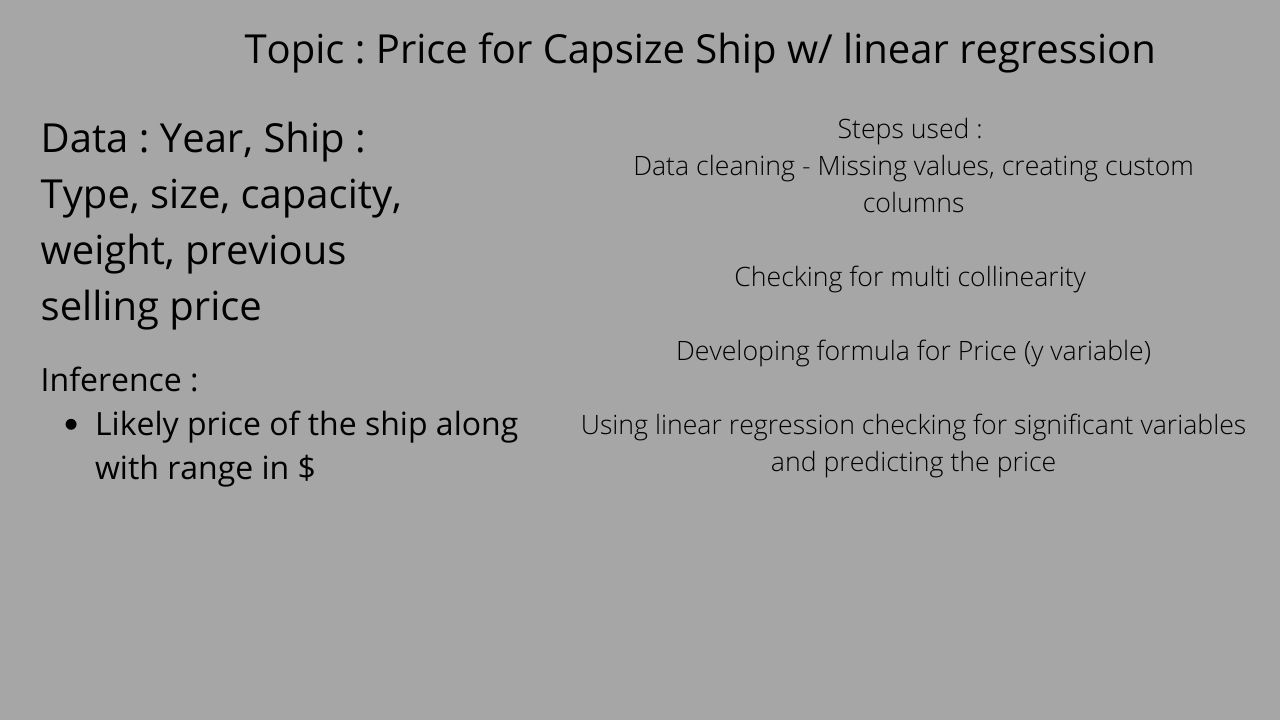 Topic : Price for Capsize Ship w/ linear regression
Data : Year, Ship :
Type, size, capacity,
weight, previous
selling price
Inference :
• Likely price of the ship along
with range in $
Steps used :
Data cleaning - Missing values, creating custom
columns
Checking for multi collinearity
Developing formula for Price (y variable)
Using linear regression checking for significant variables
and predicting the price